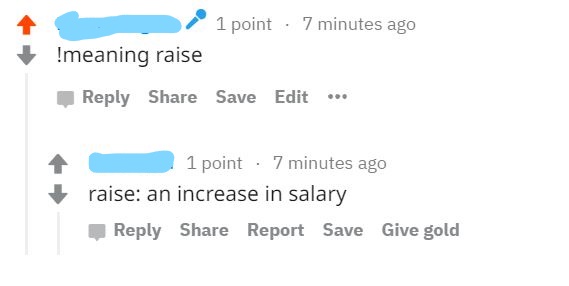 1 point · 7 minutes ago
!meaning raise
Reply Share Save Edit •••
1 point · 7 minutes ago
raise: an increase in salary
Reply Share Report Save Give gold